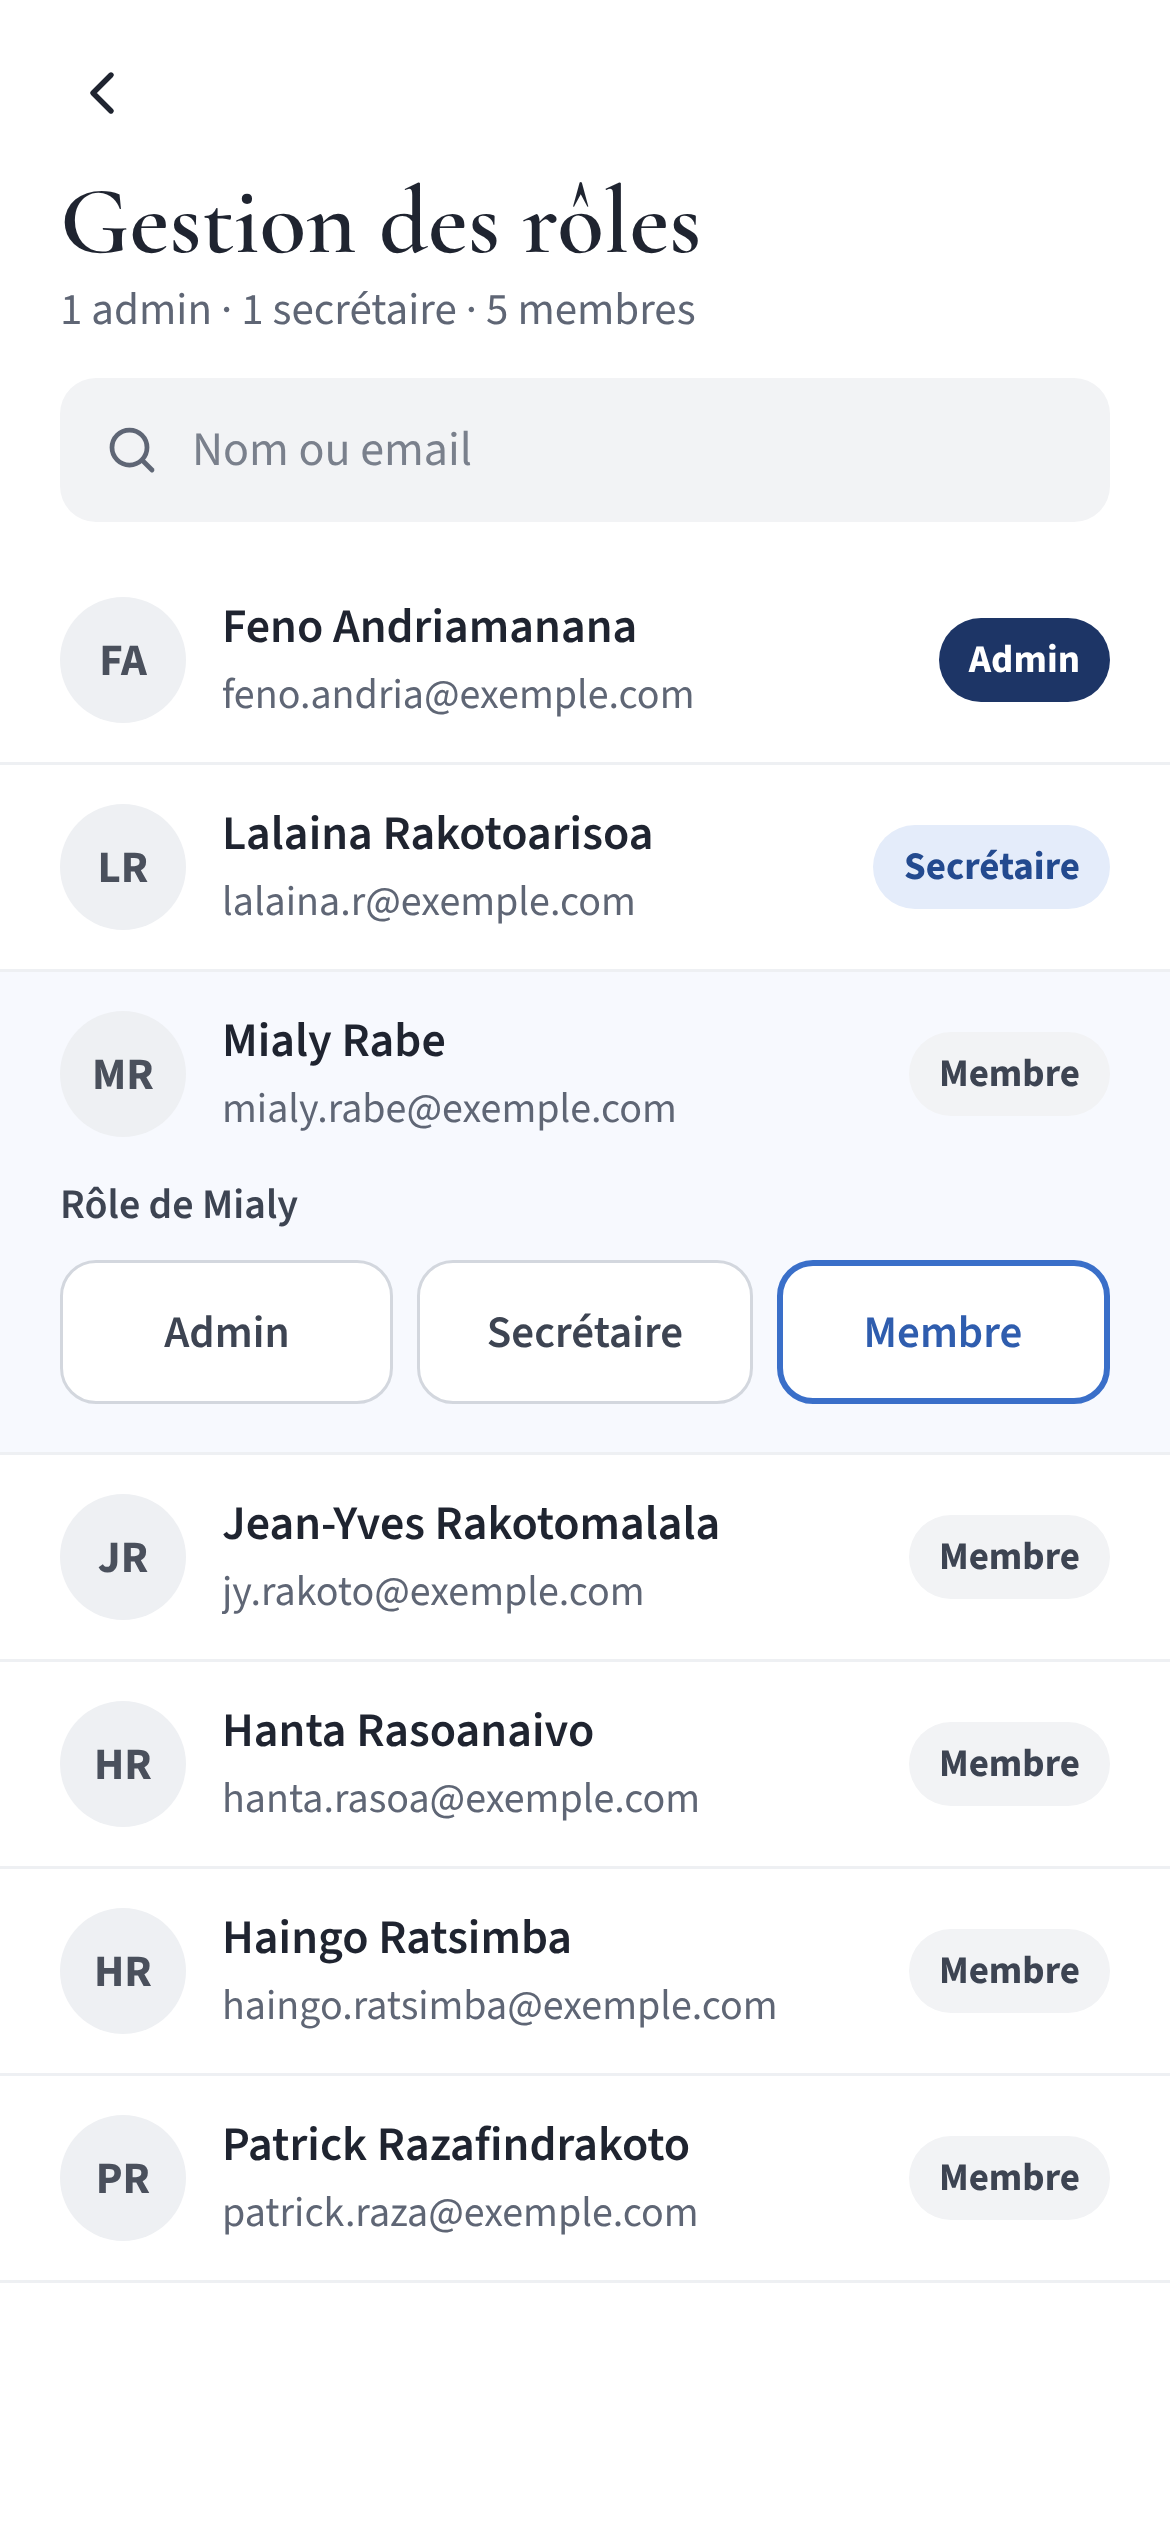 Gestion des rôles
1 admin · 1 secrétaire · 5 membres
Nom ou email
FA
Feno Andriamanana
feno.andria@exemple.com
Admin
LR
Lalaina Rakotoarisoa
lalaina.r@exemple.com
Secrétaire
MR
Mialy Rabe
mialy.rabe@exemple.com
Membre
Rôle de Mialy
Admin
Secrétaire
Membre
JR
Jean-Yves Rakotomalala
jy.rakoto@exemple.com
Membre
HR
Hanta Rasoanaivo
hanta.rasoa@exemple.com
Membre
HR
Haingo Ratsimba
haingo.ratsimba@exemple.com
Membre
PR
Patrick Razafindrakoto
patrick.raza@exemple.com
Membre